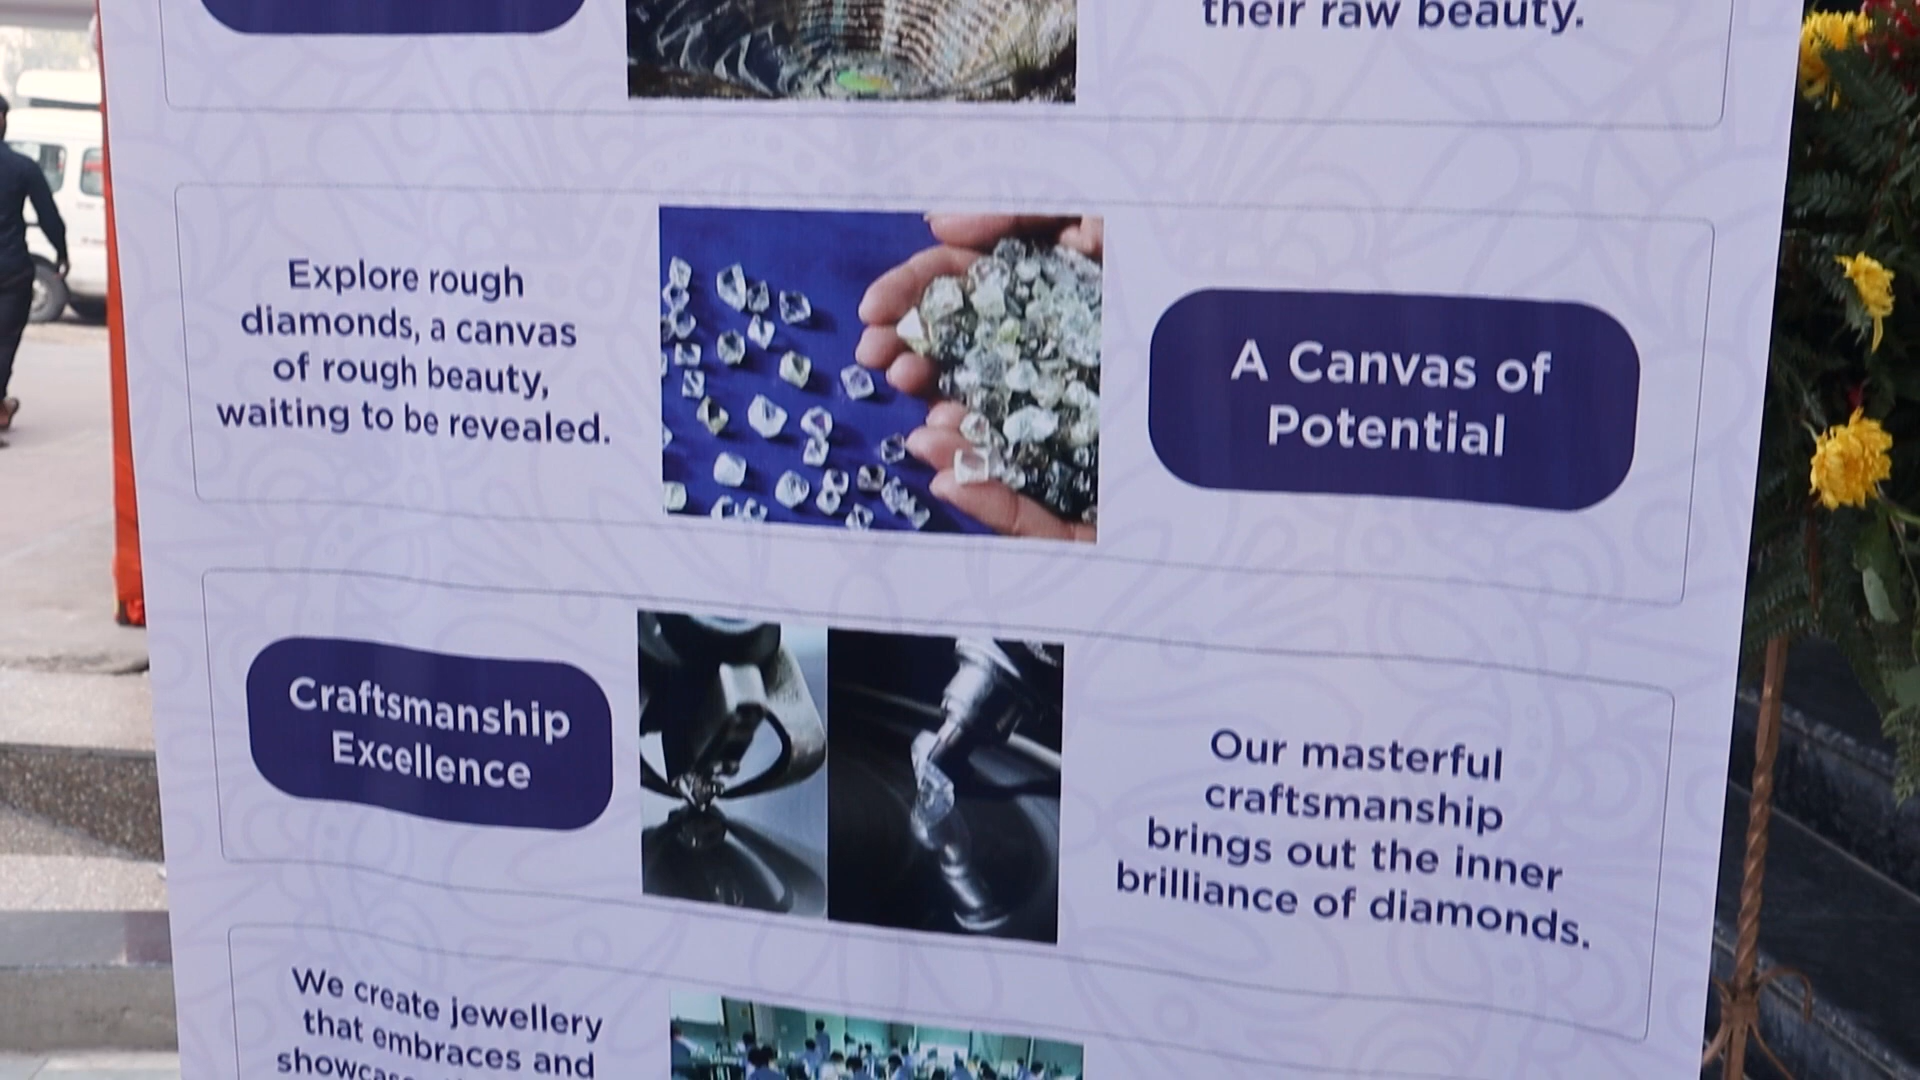 their raw beauty.
Explore rough
diamonds, a canvas
of rough beauty,
waiting to be revealed.
A Canvas of
Potential
Craftsmanship
Excellence
Our masterful
craftsmanship
brings out the inner
brilliance of diamonds.
We create jewellery
that embraces and